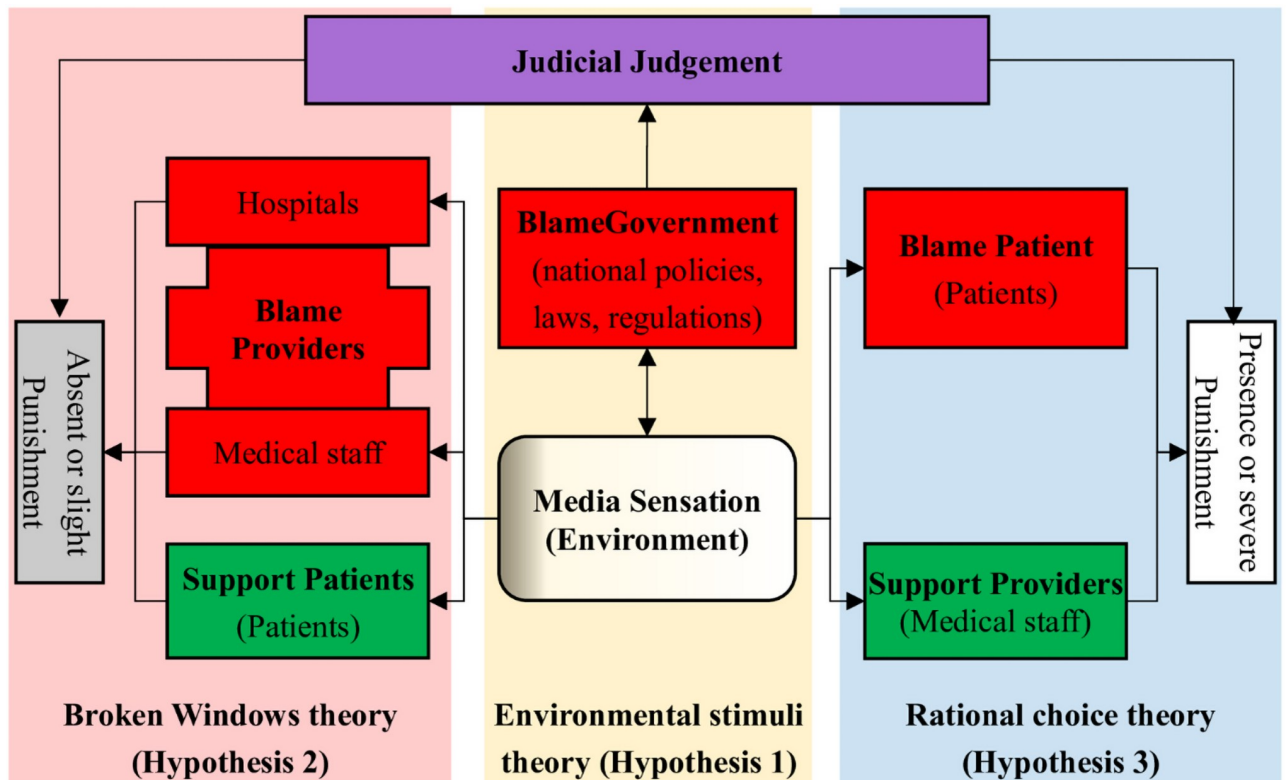 Judicial Judgement
Hospitals
Blame
Providers
Medical staff
Support Patients
(Patients)
Absent or slight
Punishment
BlameGovernment
(national policies,
laws, regulations)
Media Sensation
(Environment)
Blame Patient
(Patients)
Support Providers
(Medical staff)
Presence or severe
Punishment
Broken Windows theory
(Hypothesis 2)
Environmental stimuli
theory (Hypothesis 1)
Rational choice theory
(Hypothesis 3)